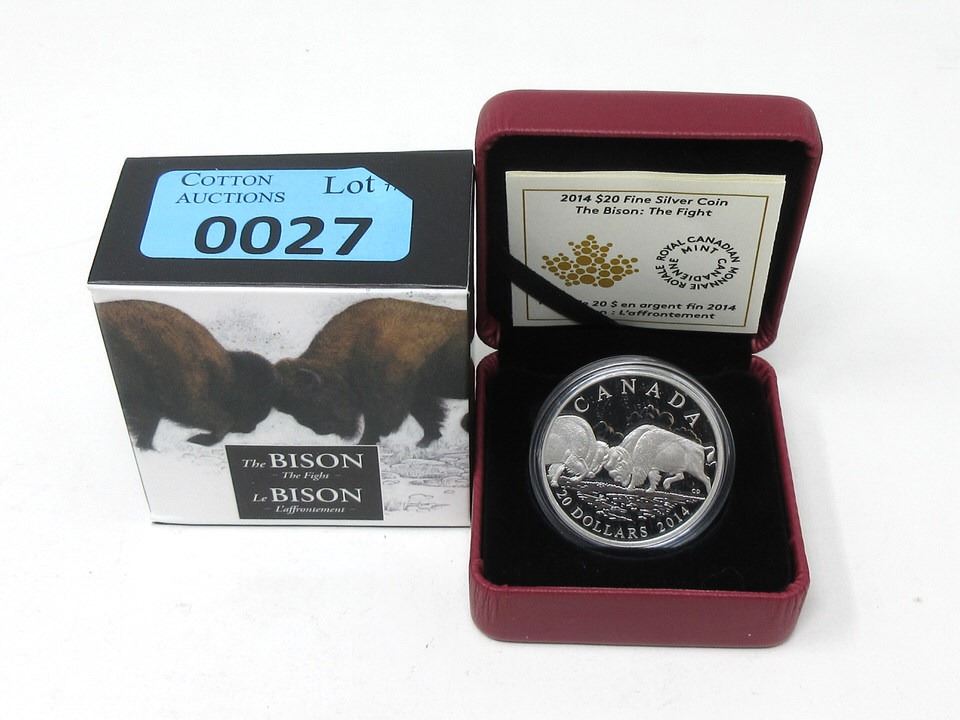 COTTON
AUCTIONS
Lot
0027
The BISON
The Fight
Le BISON
L'affrontement
2014 $20 Fine Silver Coin
The Bison: The Fight
ROYAL CANADIAN MINT
MONNAIE ROYALE CANADIENNE
20 $ en argent fin 2014
: L'affrontement
CANADA
20 DOLLARS 2014
CD